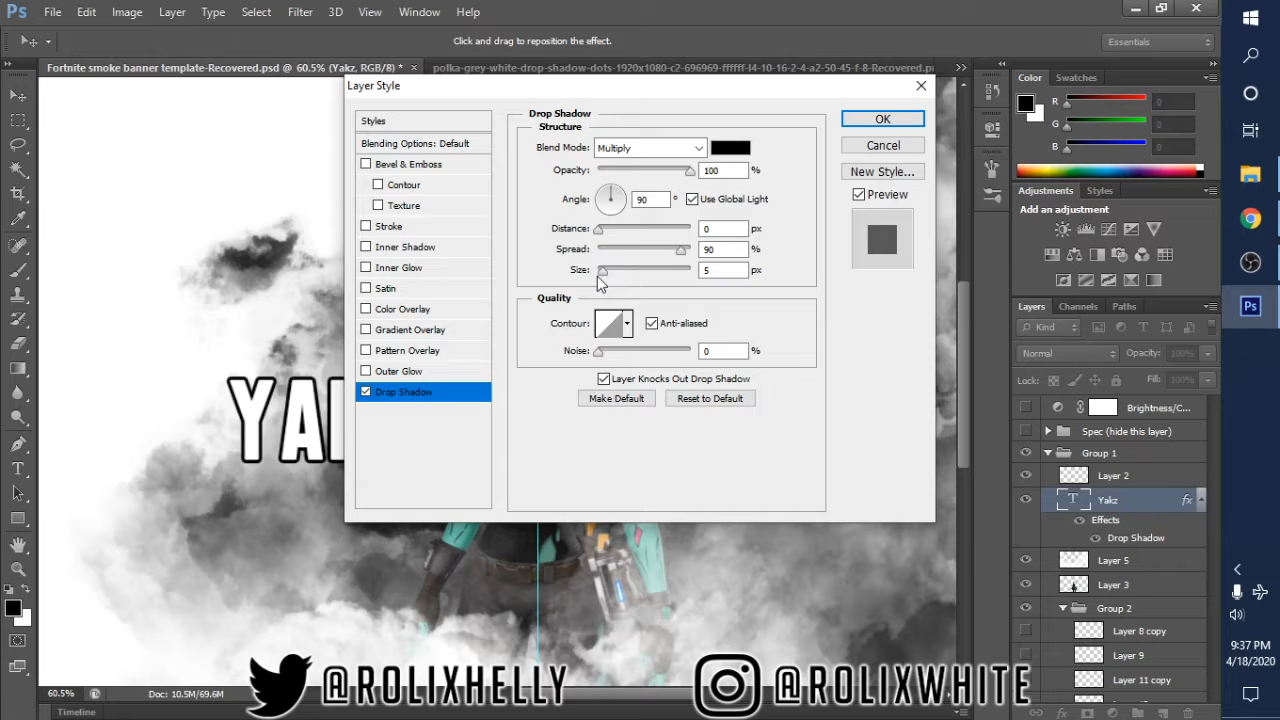 Ps File Edit Image Layer Type Select Filter 3D View Window Help
Click and drag to reposition the effect.
Essentials
Fortnite smoke banner template-Recovered.psd @ 60.5% (Yakz, RGB/8) * ×
polka-grey-white-drop-shadow-dots-1920x1080-c2-696969-ffffff-l4-10-16-2-4-a2-50-45-f-8-Recovered.p
Layer Style
Styles
Blending Options: Default
Bevel & Emboss
Contour
Texture
Stroke
Inner Shadow
Inner Glow
Satin
Color Overlay
Gradient Overlay
Pattern Overlay
Outer Glow
Drop Shadow
Drop Shadow
Structure
Blend Mode: Multiply
Opacity: 100 %
Angle: 90 ° Use Global Light
Distance: 0 px
Spread: 90 %
Size: 5 px
Quality
Contour: Anti-aliased
Noise: 0 %
Layer Knocks Out Drop Shadow
Make Default Reset to Default
OK
Cancel
New Style...
Preview
YA
Color Swatches
R 0
G 0
B 0
Adjustments Styles
Add an adjustment
Layers Channels Paths
Kind
Normal Opacity: 100%
Lock: Fill: 100%
Brightness/C...
Spec (hide this layer)
Group 1
Layer 2
T Yakz fx
Effects
Drop Shadow
Layer 5
Layer 3
Group 2
Layer 8 copy
Layer 9
Layer 11 copy
60.5% Doc: 10.5M/69.6M
Timeline
@ROLIXHELLY
@ROLIXWHITE
Ps
9:37 PM
4/18/2020